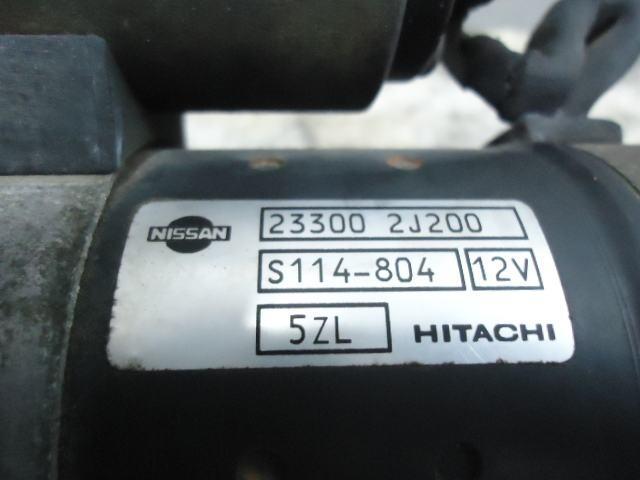 NISSAN 23300 2J200
S114-804 12V
5ZL HITACHI